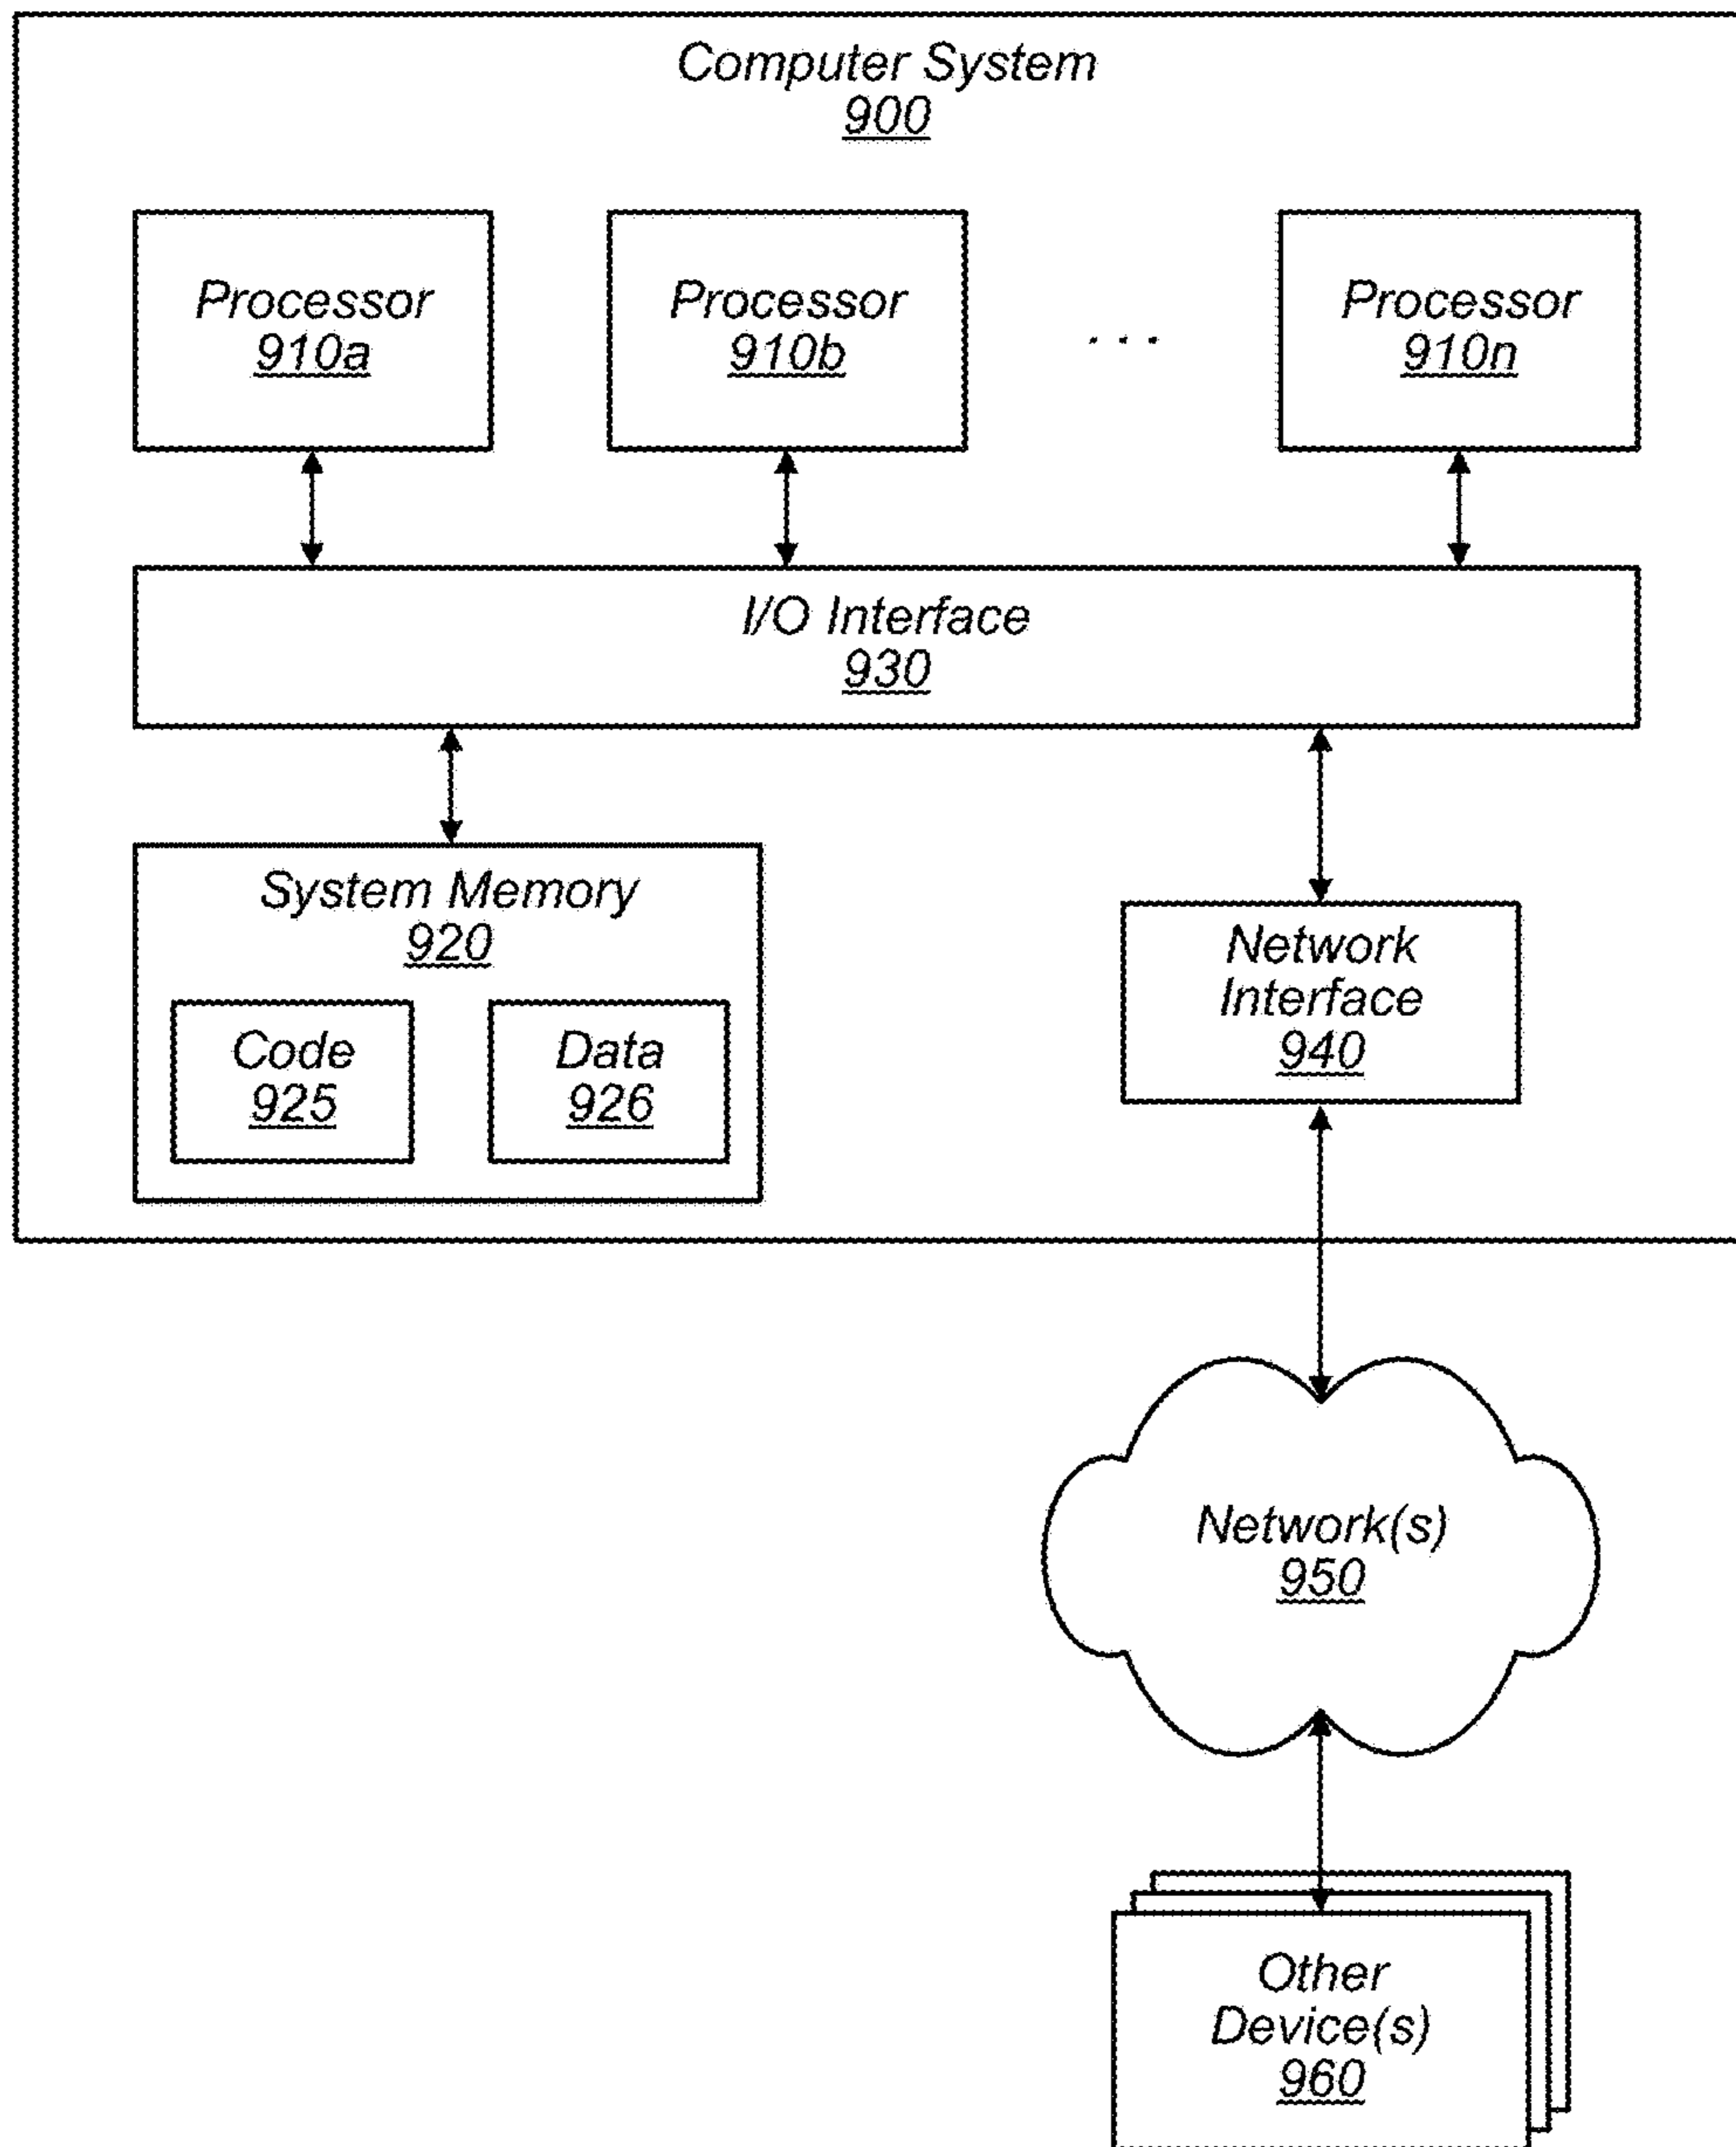 Computer System
900
Processor
910a
Processor
910b
. . .
Processor
910n
I/O Interface
930
System Memory
920
Code
925
Data
926
Network
Interface
940
Network(s)
950
Other
Device(s)
960